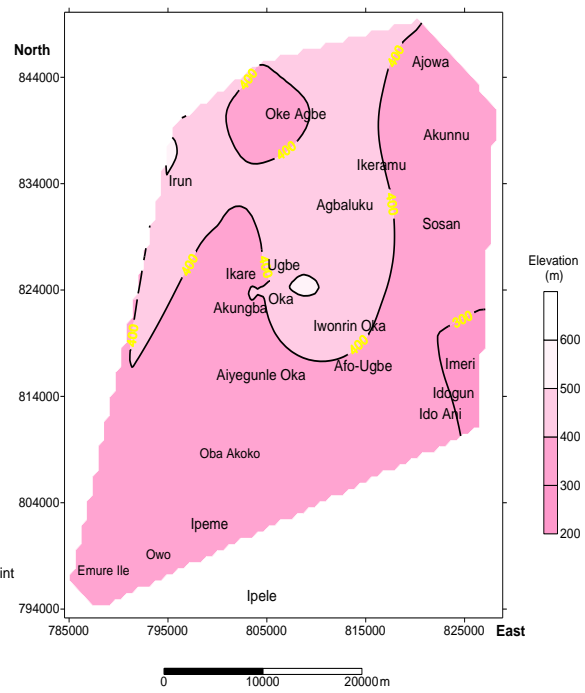 North
844000
834000
824000
814000
804000
794000
785000
795000
805000
815000
825000
East
400
Ajowa
400
Oke Agbe
Akunnu
400
Ikeramu
Irun
Agbaluku
400
Sosan
400
400
Ugbe
Ikare
Oka
Akungba
300
Iwonrin Oka
400
400
Afo-Ugbe
Imeri
Aiyegunle Oka
Idogun
Ido Ani
Oba Akoko
Ipeme
Owo
Emure Ile
Ipele
int
Elevation
(m)
600
500
400
300
200
0
10000
20000m